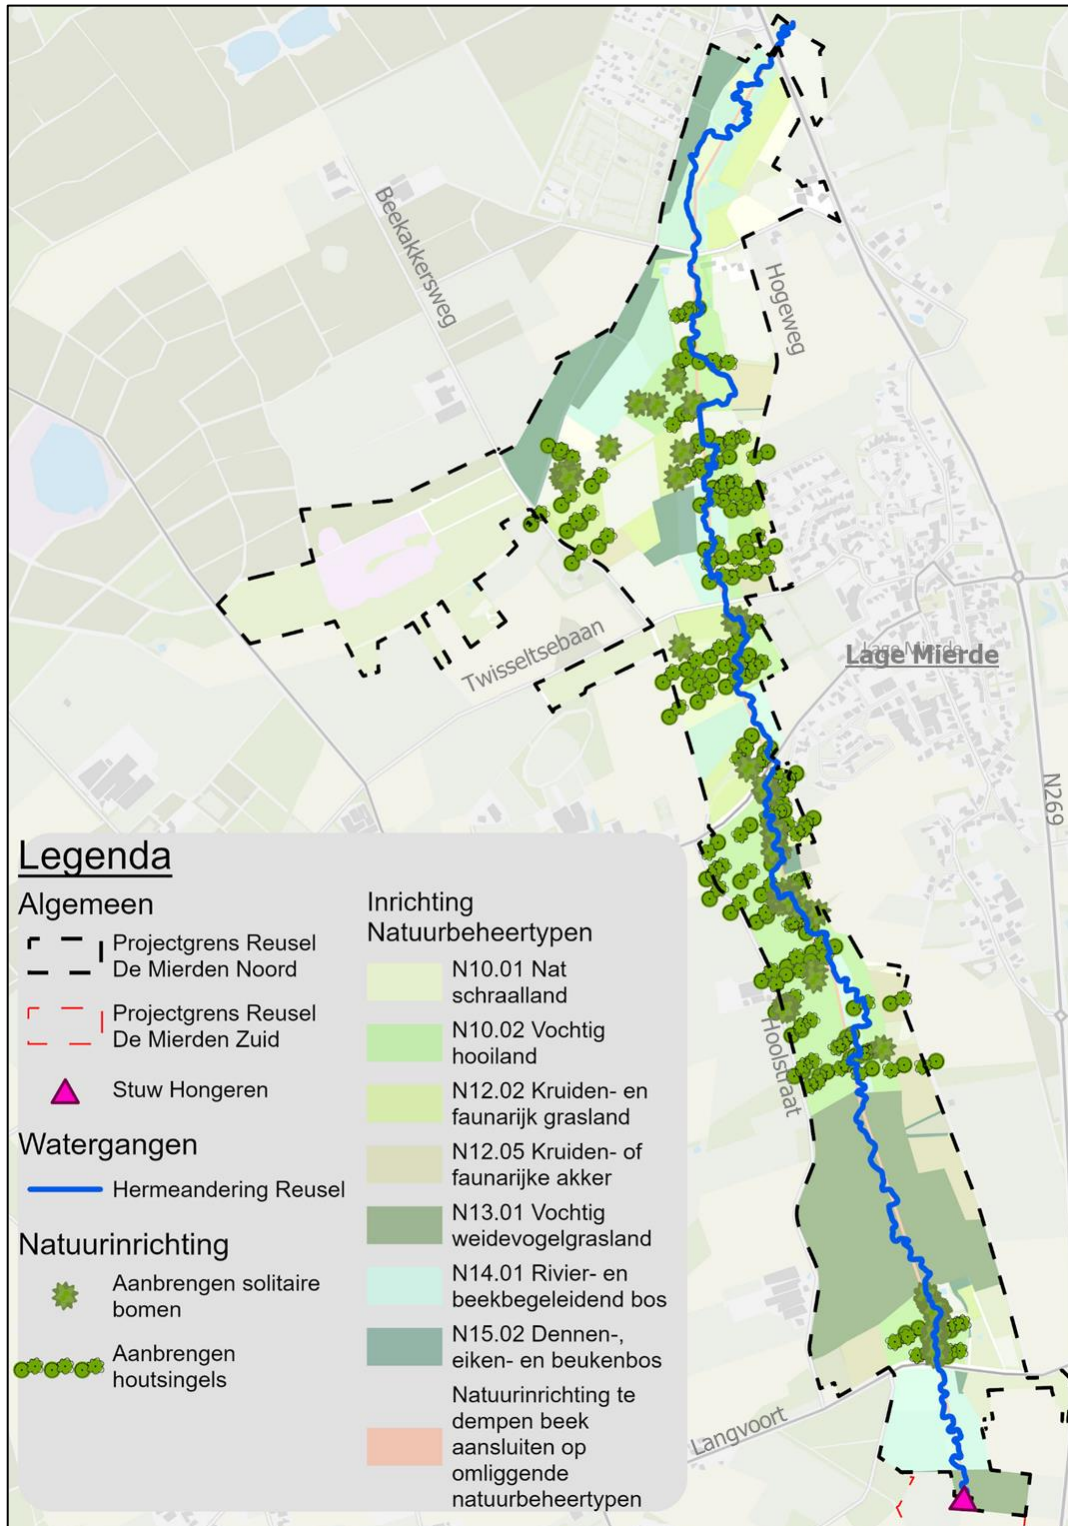 Beekakkersweg
Hogeweg
Twisseltsebaan
Lage Mierde
Lage Mierde
N269
Hoolstraat
Langvoort
Legenda
Algemeen
Projectgrens Reusel
De Mierden Noord
Projectgrens Reusel
De Mierden Zuid
Stuw Hongeren
Watergangen
Hermeandering Reusel
Natuurinrichting
Aanbrengen solitaire
bomen
Aanbrengen
houtsingels
Inrichting
Natuurbeheertypen
N10.01 Nat
schraalland
N10.02 Vochtig
hooiland
N12.02 Kruiden- en
faunarijk grasland
N12.05 Kruiden- of
faunarijke akker
N13.01 Vochtig
weidevogelgrasland
N14.01 Rivier- en
beekbegeleidend bos
N15.02 Dennen-,
eiken- en beukenbos
Natuurinrichting te
dempen beek
aansluiten op
omliggende
natuurbeheertypen